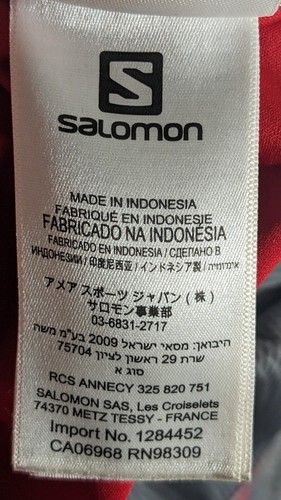 S
salomon
MADE IN INDONESIA
FABRIQUÉ EN INDONESIE
FABRICADO NA INDONÉSIA
FABRICADO EN INDONESIA / СДЕЛАНО В
ИНДОНЕЗИИ / 印度尼西亚 / インドネシア製 / אינדונזיה
アメア スポーツ ジャパン (株)
サロモン事業部
03-6831-2717
היבואן: מסאי ישראל 2009 בע"מ משה
שרת 29 ראשון לציון 75704
סוג א
RCS ANNECY 325 820 751
SALOMON SAS, Les Croiselets
74370 METZ TESSY - FRANCE
Import No. 1284452
CA06968 RN98309